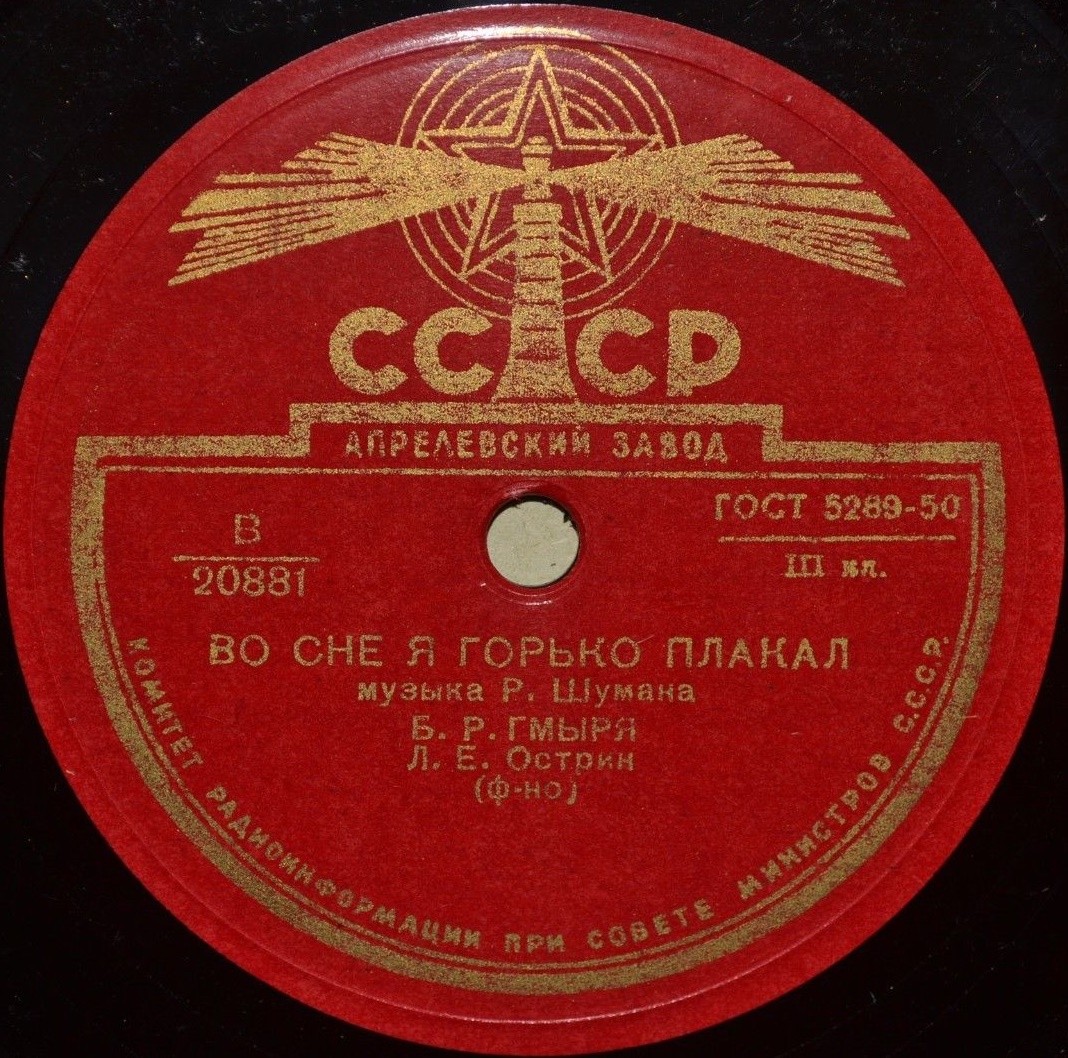 СССР
АПРЕЛЕВСКИЙ ЗАВОД
В
20881
ГОСТ 5289-50
III кл.
ВО СНЕ Я ГОРЬКО ПЛАКАЛ
музыка Р. Шумана
Б. Р. ГМЫРЯ
Л. Е. Острин
(ф-но)
КОМИТЕТ РАДИОИНФОРМАЦИИ ПРИ СОВЕТЕ МИНИСТРОВ С.С.С.Р.